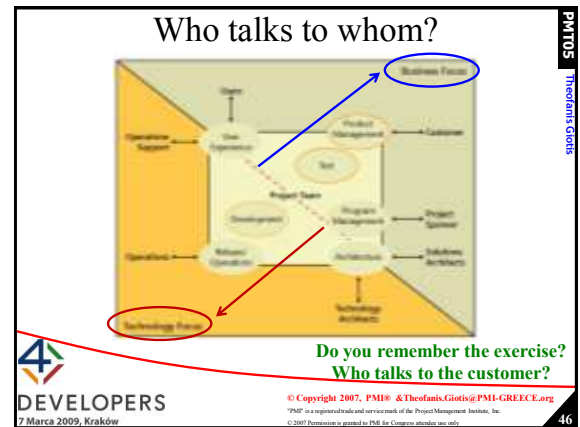 Who talks to whom?
PMT05
Theofanis Giotis
Business Focus
Users
Operations
Support
User
Experience
Product
Management
Customer
Test
Project Team
Development
Program
Management
Project
Sponsor
Operations
Release/
Operations
Architecture
Solutions
Architects
Technology
Architects
Technology Focus
Do you remember the exercise?
Who talks to the customer?
4
DEVELOPERS
7 Marca 2009, Kraków
© Copyright 2007, PMI® &Theofanis.Giotis@PMI-GREECE.org
"PMI" is a registered trade and service mark of the Project Management Institute, Inc.
© 2007 Permission is granted to PMI for Congress attendee use only
46